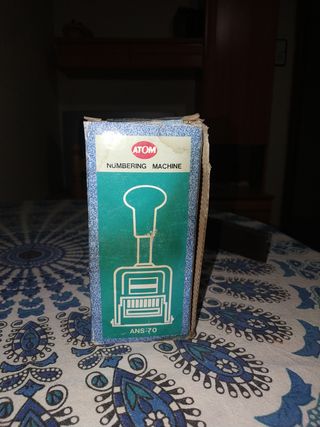 ATOM
NUMBERING MACHINE
ANS-70